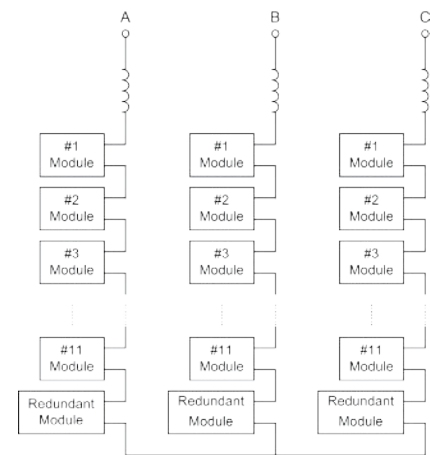 A B C
#1 Module #1 Module #1 Module
#2 Module #2 Module #2 Module
#3 Module #3 Module #3 Module
#11 Module #11 Module #11 Module
Redundant Module Redundant Module Redundant Module